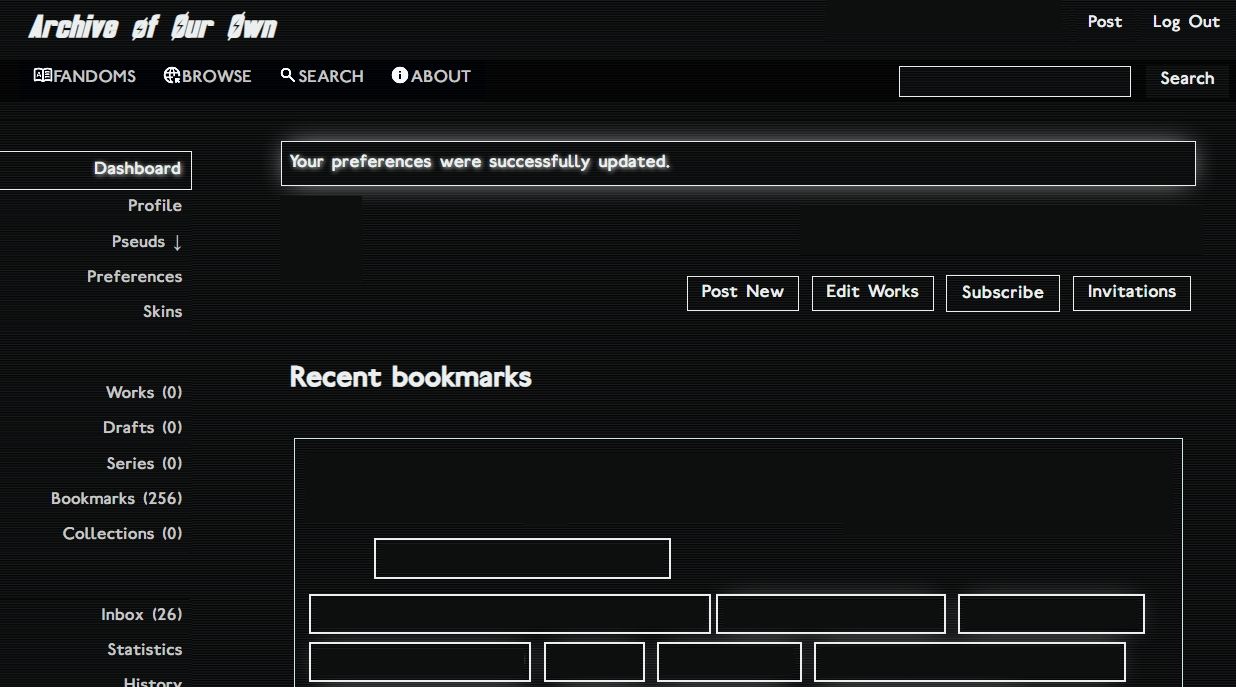 Archive øf Øur Øwn
Post Log Out
FANDOMS BROWSE SEARCH ABOUT
Search
Your preferences were successfully updated.
Dashboard
Profile
Pseuds ↓
Preferences
Skins
Post New Edit Works Subscribe Invitations
Recent bookmarks
Works (0)
Drafts (0)
Series (0)
Bookmarks (256)
Collections (0)
Inbox (26)
Statistics
History